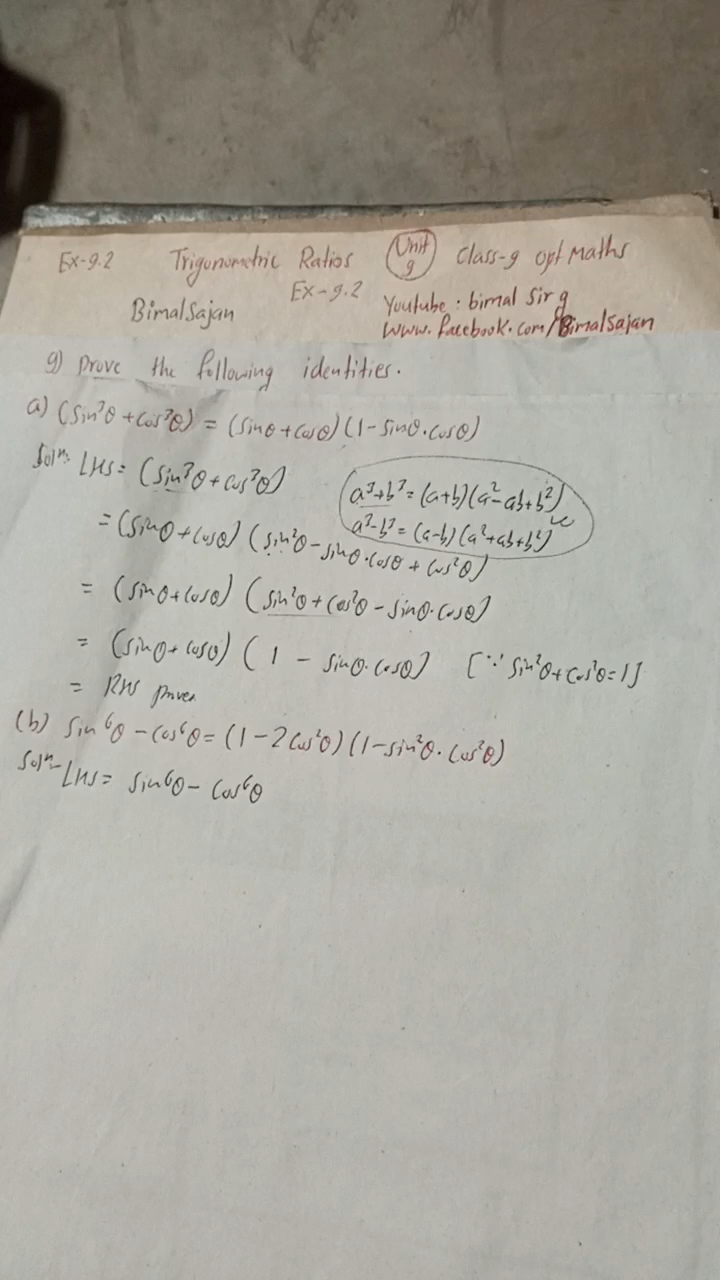 Ex-9.2 Trigonometric Ratios Unit 9 Class-9 opt Maths
Ex-9.2
Bimal Sajan Youtube : bimal Sir g
www.facebook.com/Bimalsajan
9) prove the following identities.
a) (sin³θ + cos³θ) = (sinθ + cosθ) (1 - sinθ.cosθ)
Solⁿ- LHS = (sin³θ + cos³θ)
a³+b³ = (a+b) (a²-ab+b²)
a³-b³ = (a-b) (a²+ab+b²)
= (sinθ + cosθ) (sin²θ - sinθ.cosθ + cos²θ)
= (sinθ + cosθ) (sin²θ + cos²θ - sinθ.cosθ)
= (sinθ + cosθ) (1 - sinθ.cosθ) [∵ sin²θ + cos²θ = 1]
= RHS proves
(b) sin⁶θ - cos⁶θ = (1 - 2cos²θ) (1 - sin²θ.cos²θ)
Solⁿ- LHS = sin⁶θ - cos⁶θ